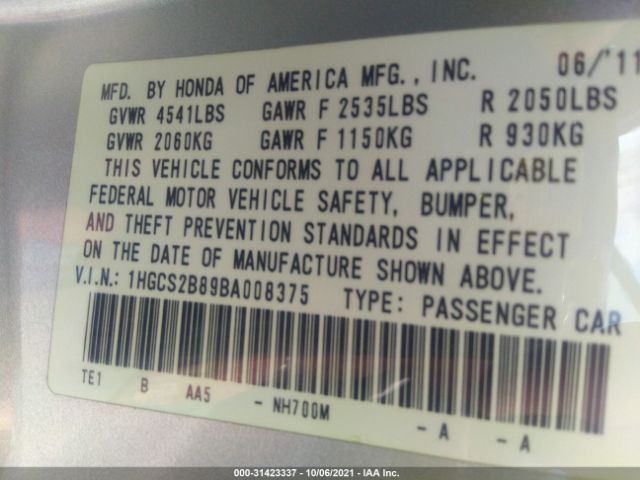 MFD. BY HONDA OF AMERICA MFG., INC. 06/'11
GVWR 4541LBS GAWR F 2535LBS R 2050LBS
GVWR 2060KG GAWR F 1150KG R 930KG
THIS VEHICLE CONFORMS TO ALL APPLICABLE
FEDERAL MOTOR VEHICLE SAFETY, BUMPER,
AND THEFT PREVENTION STANDARDS IN EFFECT
ON THE DATE OF MANUFACTURE SHOWN ABOVE.
V.I.N.: 1HGCS2B89BA008375 TYPE: PASSENGER CAR
TE1 B AA5 - NH700M - A - A
000-31423337 - 10/06/2021 - IAA Inc.